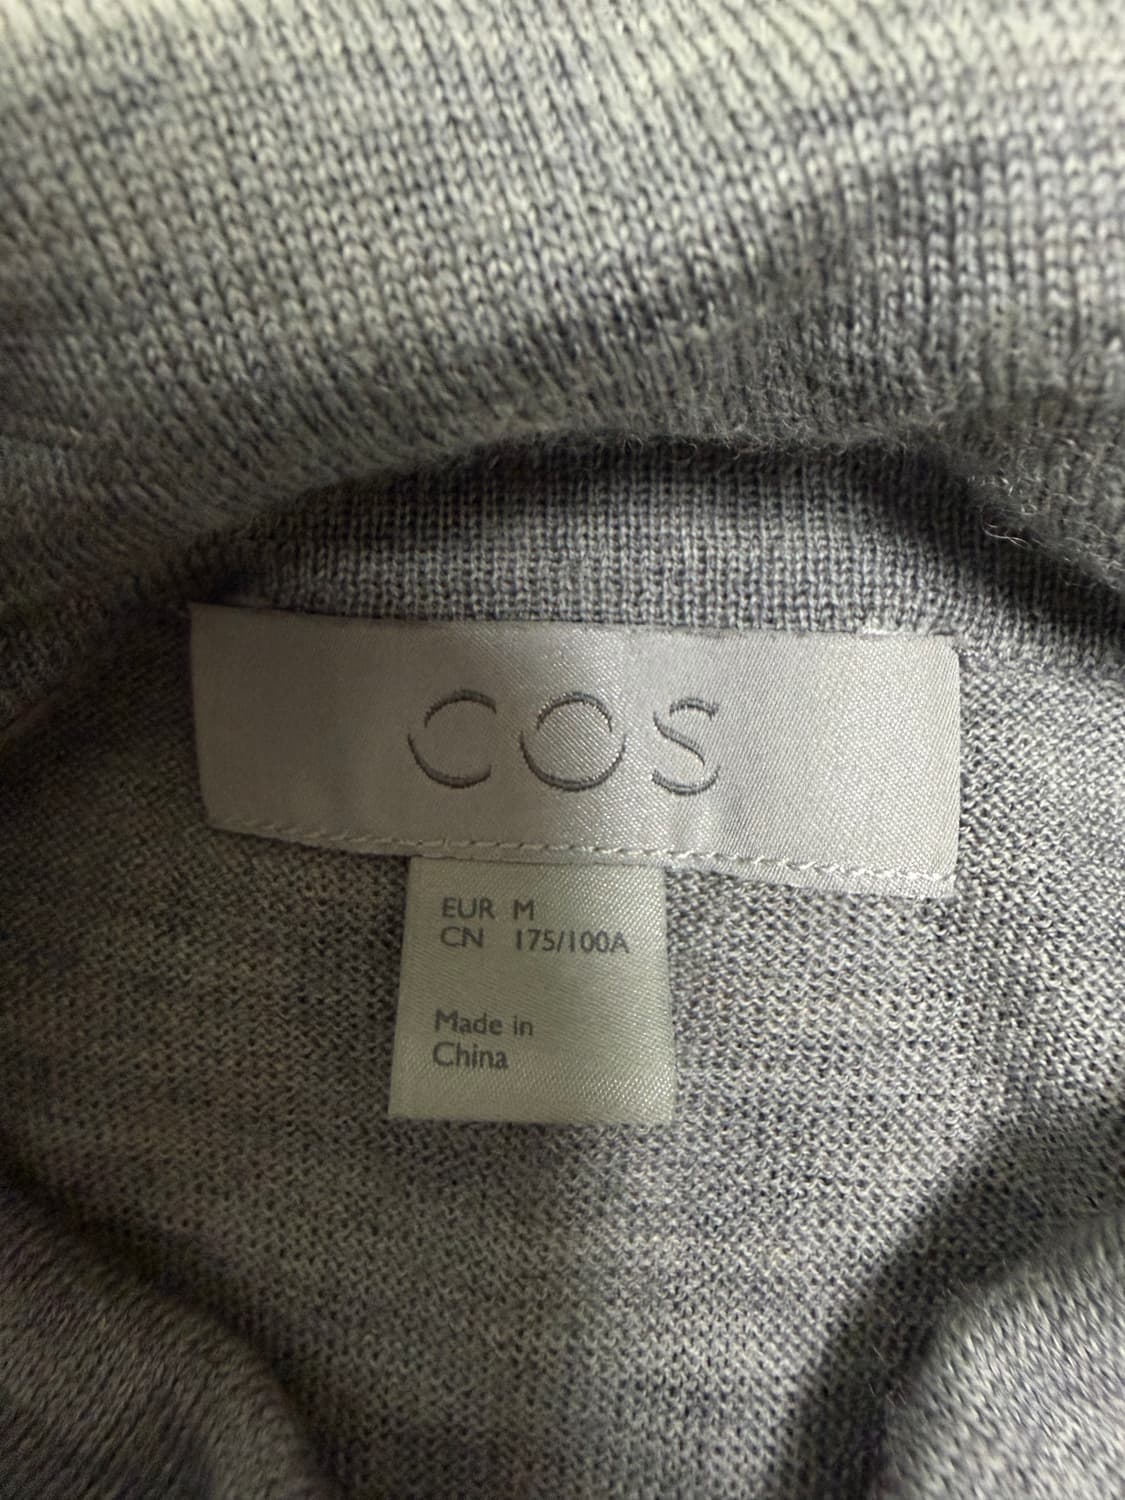 COS
EUR M
CN 175/100A
Made in
China